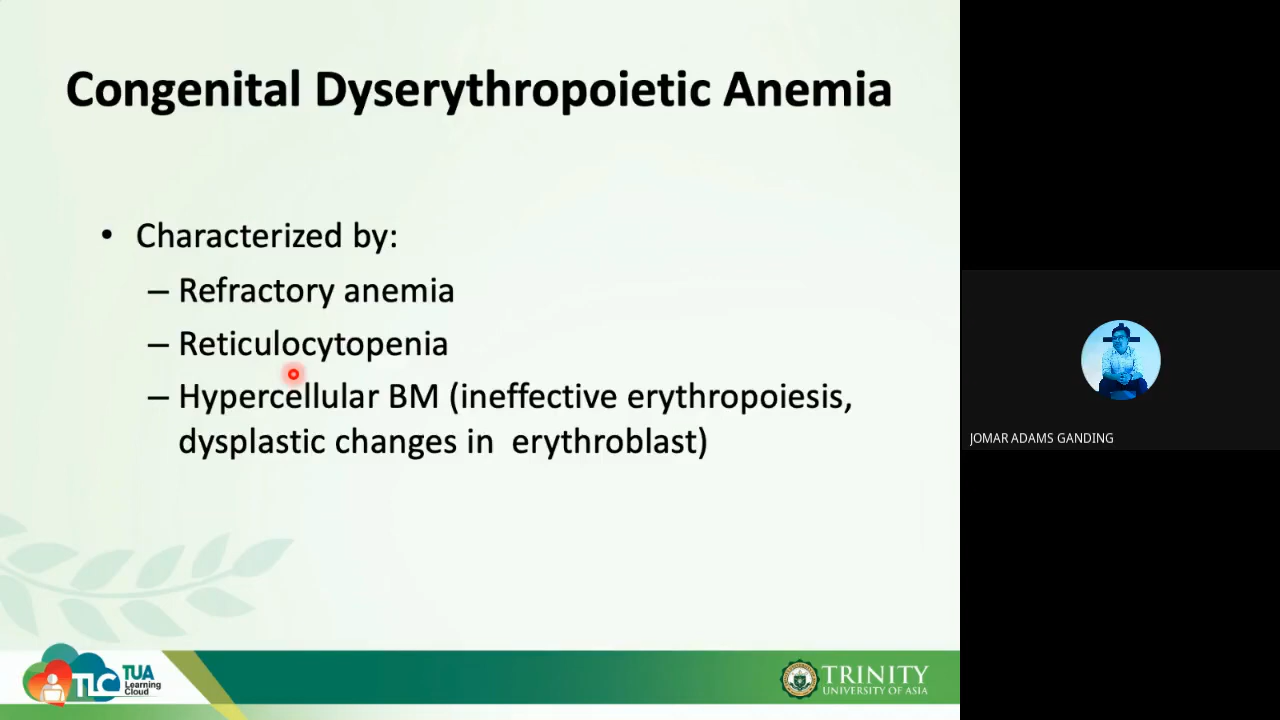 Congenital Dyserythropoietic Anemia
• Characterized by:
– Refractory anemia
– Reticulocytopenia
– Hypercellular BM (ineffective erythropoiesis,
dysplastic changes in erythroblast)
JOMAR ADAMS GANDING
TLC
TUA
Learning
Cloud
TRINITY
UNIVERSITY OF ASIA